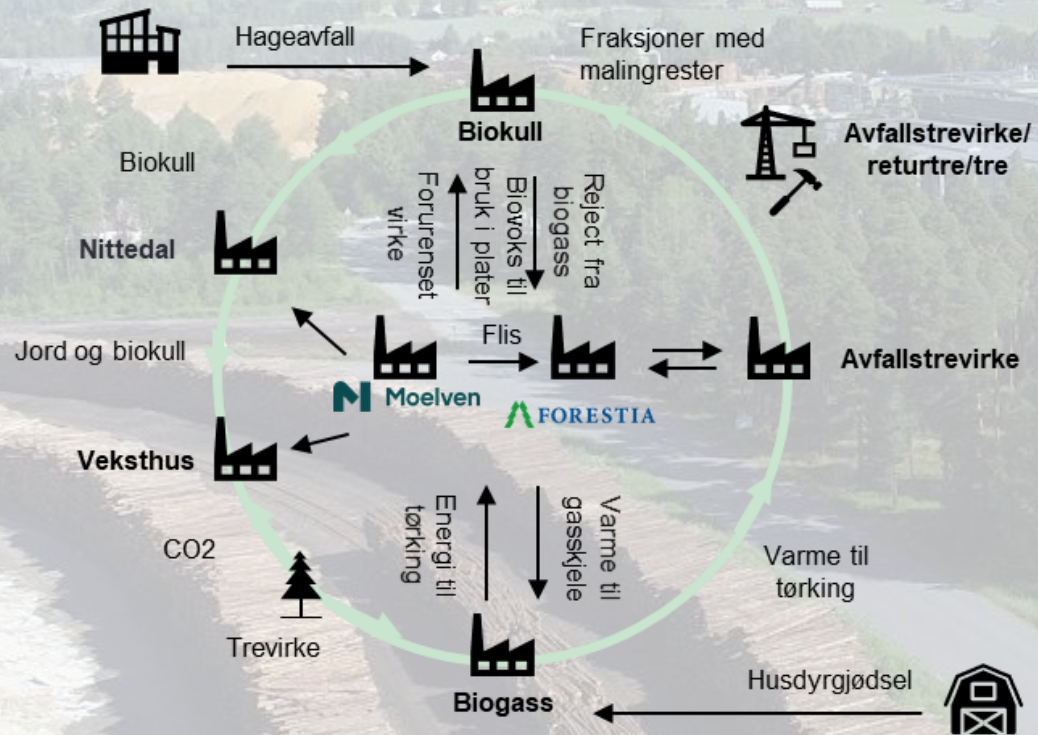 Hageavfall
Fraksjoner med
malingrester
Biokull
Avfallstrevirke/
returtre/tre
Biokull
Forurenset
virke
Biovoks til
bruk i plater
Reject fra
biogass
Nittedal
Flis
Jord og biokull
Moelven
FORESTIA
Avfallstrevirke
Veksthus
Energi til
tørking
Varme til
gasskjele
CO2
Varme til
tørking
Trevirke
Husdyrgjødsel
Biogass